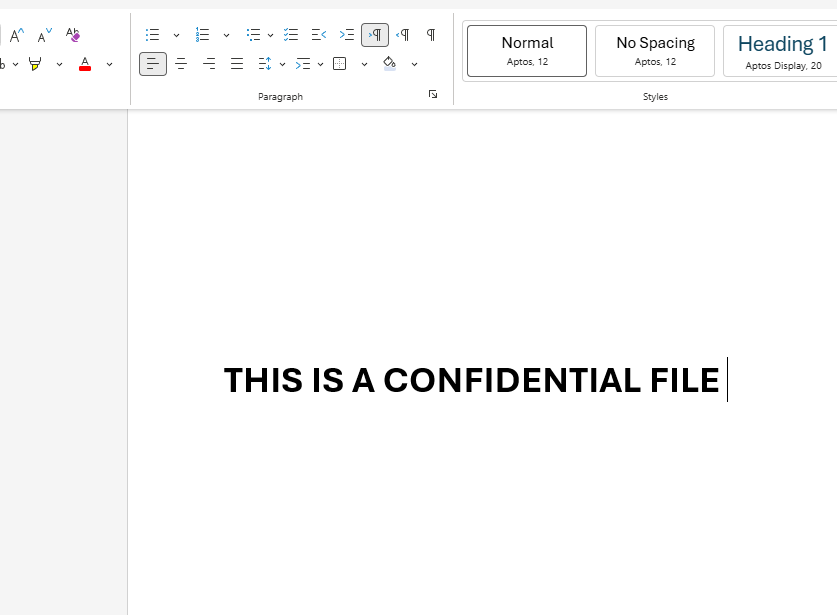 Normal
Aptos, 12
No Spacing
Aptos, 12
Heading 1
Aptos Display, 20
Paragraph
Styles
THIS IS A CONFIDENTIAL FILE